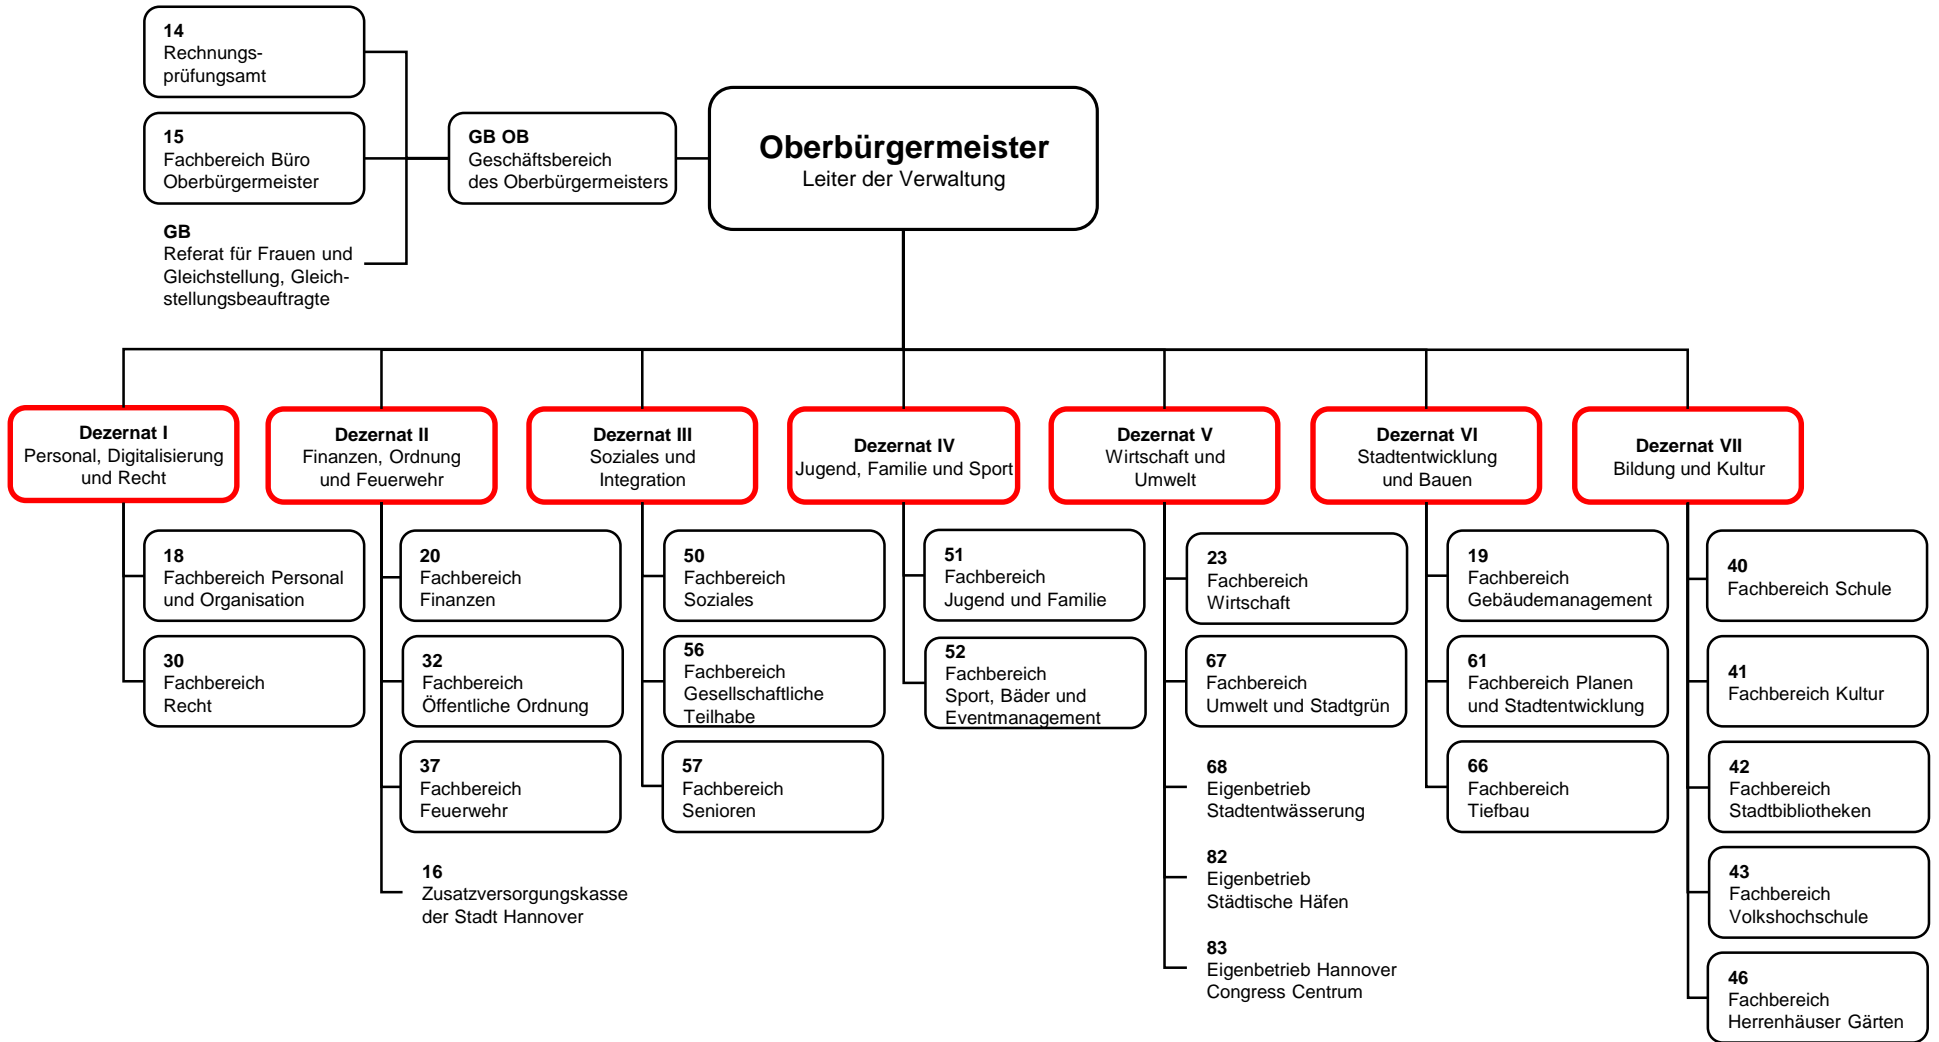 14
Rechnungs-
prüfungsamt
15
Fachbereich Büro
Oberbürgermeister
GB
Referat für Frauen und
Gleichstellung, Gleich-
stellungsbeauftragte
GB OB
Geschäftsbereich
des Oberbürgermeisters
Oberbürgermeister
Leiter der Verwaltung
Dezernat I
Personal, Digitalisierung
und Recht
18
Fachbereich Personal
und Organisation
30
Fachbereich
Recht
Dezernat II
Finanzen, Ordnung
und Feuerwehr
20
Fachbereich
Finanzen
32
Fachbereich
Öffentliche Ordnung
37
Fachbereich
Feuerwehr
16
Zusatzversorgungskasse
der Stadt Hannover
Dezernat III
Soziales und
Integration
50
Fachbereich
Soziales
56
Fachbereich
Gesellschaftliche
Teilhabe
57
Fachbereich
Senioren
Dezernat IV
Jugend, Familie und Sport
51
Fachbereich
Jugend und Familie
52
Fachbereich
Sport, Bäder und
Eventmanagement
Dezernat V
Wirtschaft und
Umwelt
23
Fachbereich
Wirtschaft
67
Fachbereich
Umwelt und Stadtgrün
68
Eigenbetrieb
Stadtentwässerung
82
Eigenbetrieb
Städtische Häfen
83
Eigenbetrieb Hannover
Congress Centrum
Dezernat VI
Stadtentwicklung
und Bauen
19
Fachbereich
Gebäudemanagement
61
Fachbereich Planen
und Stadtentwicklung
66
Fachbereich
Tiefbau
Dezernat VII
Bildung und Kultur
40
Fachbereich Schule
41
Fachbereich Kultur
42
Fachbereich
Stadtbibliotheken
43
Fachbereich
Volkshochschule
46
Fachbereich
Herrenhäuser Gärten